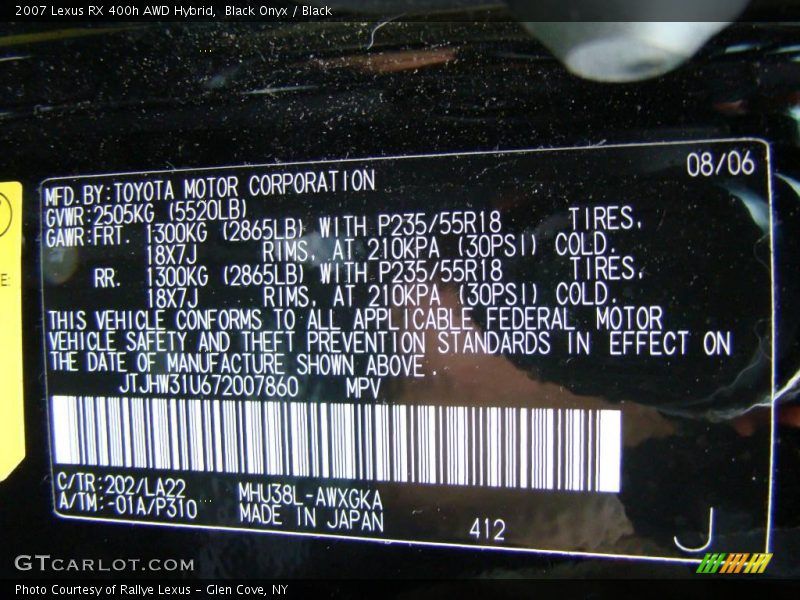 2007 Lexus RX 400h AWD Hybrid,  Black Onyx / Black
08/06
MFD.BY:TOYOTA MOTOR CORPORATION
GVWR:2505KG (5520LB)
GAWR:FRT. 1300KG (2865LB) WITH P235/55R18 TIRES,
18X7J RIMS, AT 210KPA (30PSI) COLD.
RR. 1300KG (2865LB) WITH P235/55R18 TIRES,
18X7J RIMS, AT 210KPA (30PSI) COLD.
THIS VEHICLE CONFORMS TO ALL APPLICABLE FEDERAL MOTOR
VEHICLE SAFETY AND THEFT PREVENTION STANDARDS IN EFFECT ON
THE DATE OF MANUFACTURE SHOWN ABOVE.
JTJHW31U672007860 MPV
C/TR:202/LA22 MHU38L-AWXGKA
A/TM:-01A/P310 MADE IN JAPAN
412
J
E:
GTCARLOT.COM
Photo Courtesy of Rallye Lexus – Glen Cove, NY